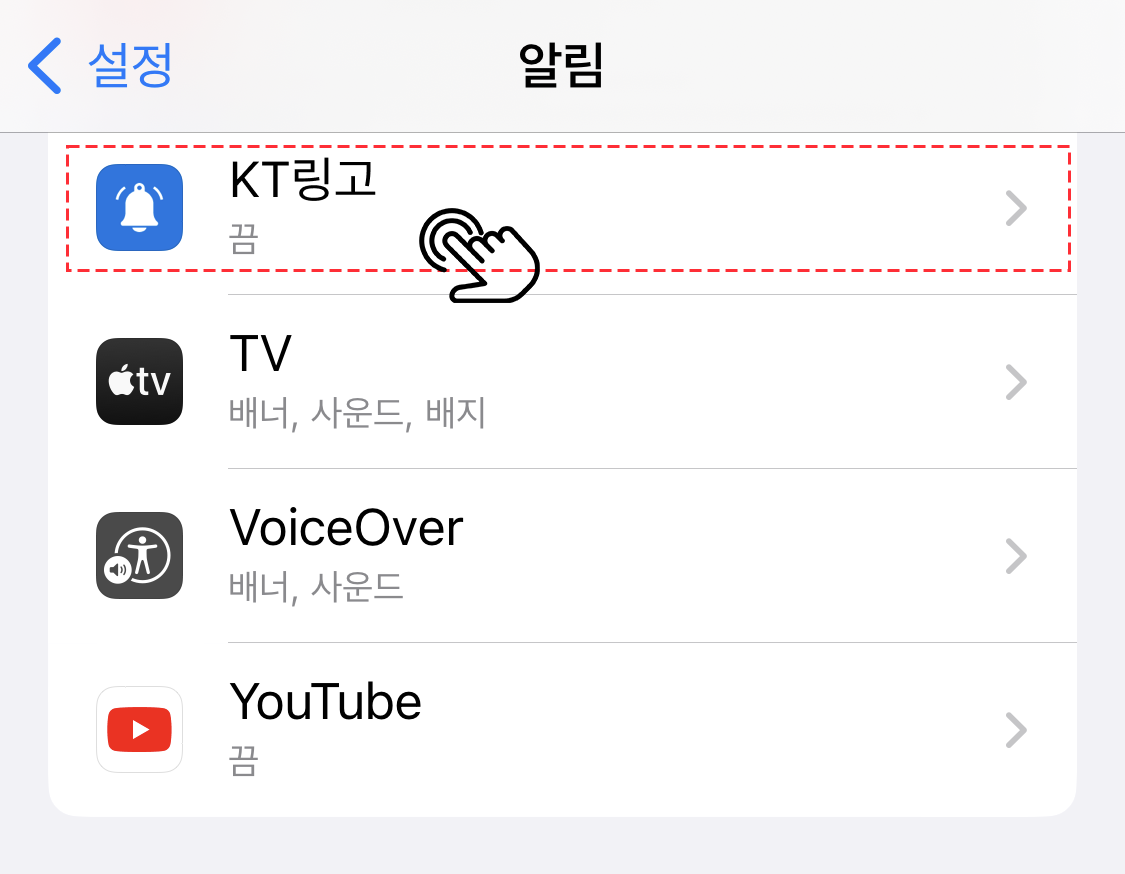 설정
알림
KT링고
끔
tv
TV
배너, 사운드, 배지
VoiceOver
배너, 사운드
YouTube
끔